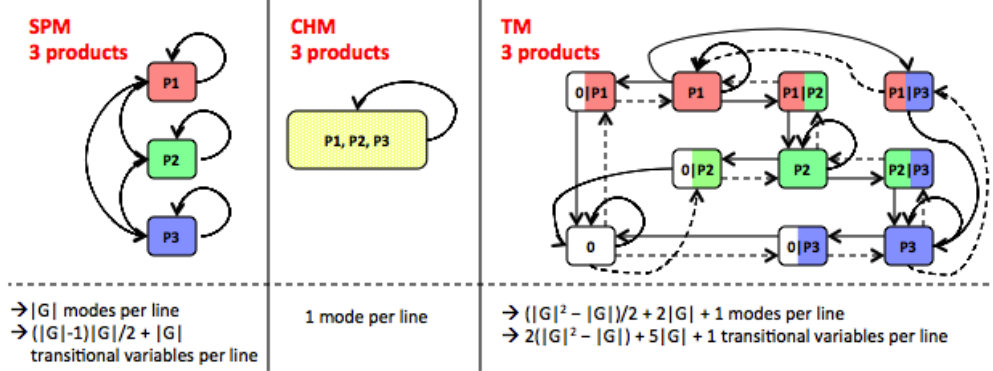 SPM
3 products
P1
P2
P3
→|G| modes per line
→(|G|-1)|G|/2 + |G|
transitional variables per line
CHM
3 products
P1, P2, P3
1 mode per line
TM
3 products
0|P1
P1
P1|P2
P1|P3
0|P2
P2
P2|P3
0
0|P3
P3
→ (|G|² – |G|)/2 + 2|G| + 1 modes per line
→ 2(|G|² – |G|) + 5|G| + 1 transitional variables per line